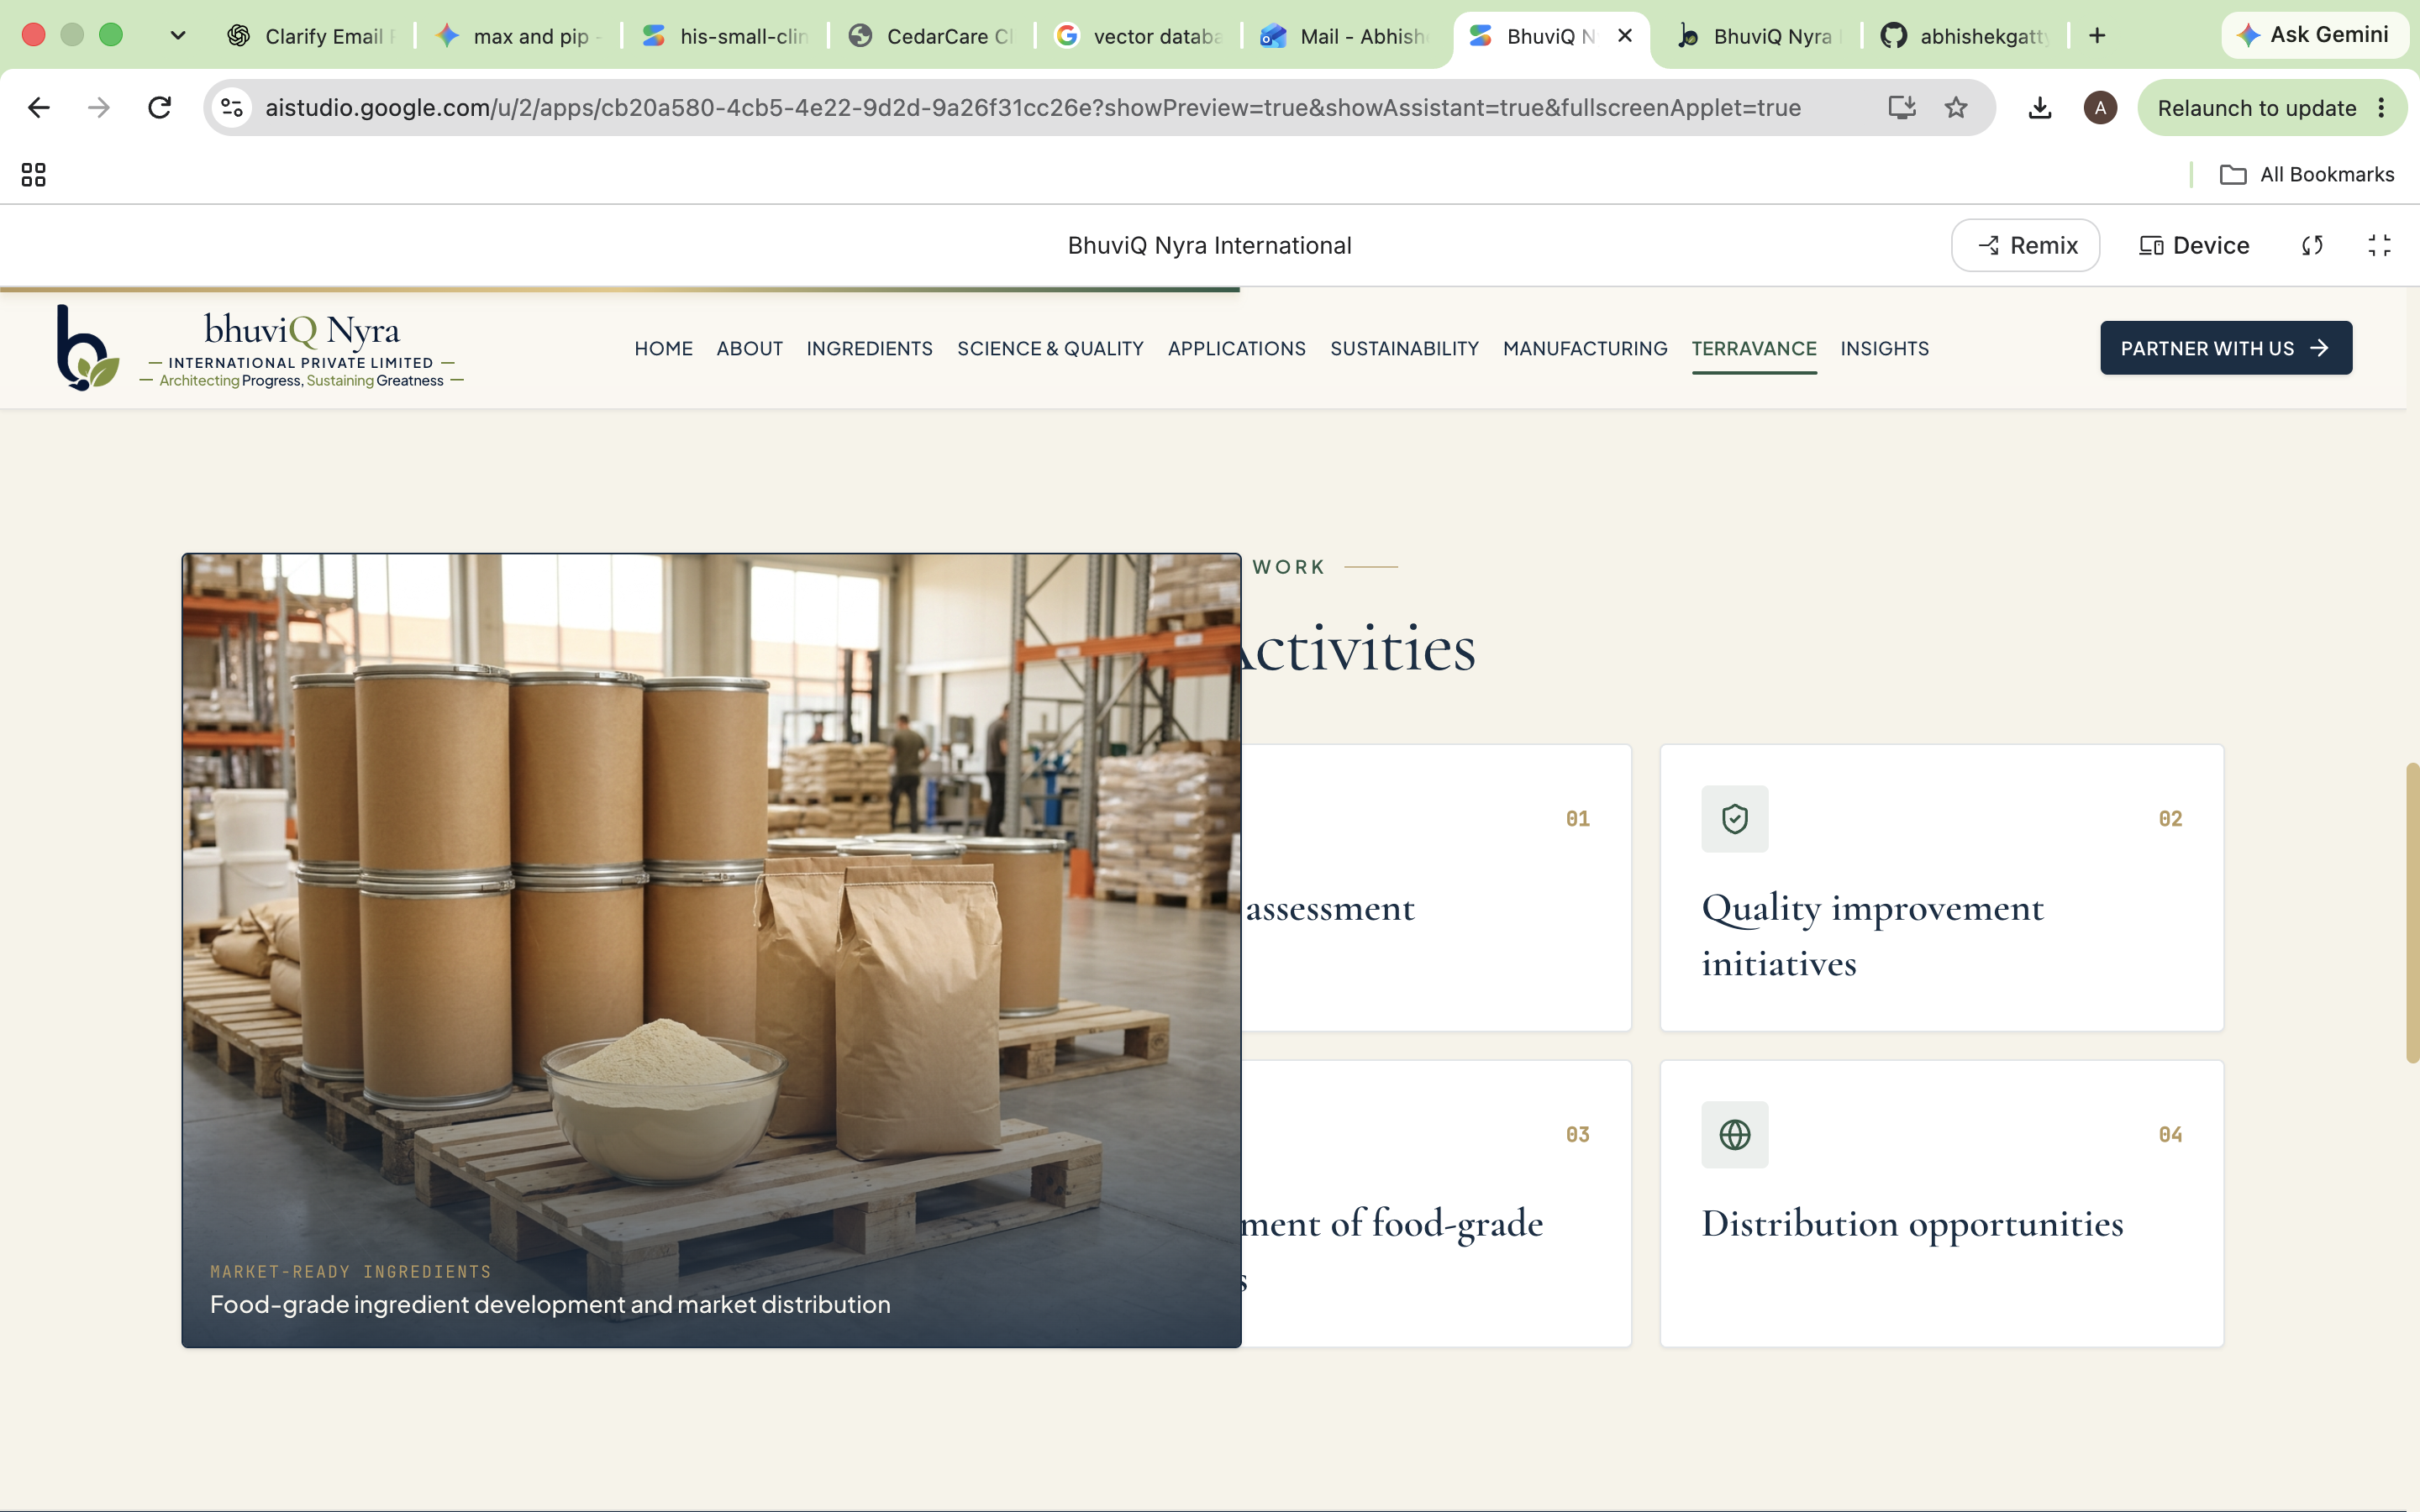 Clarify Email
max and pip -
his-small-clin
CedarCare Cl
vector databa
Mail - Abhish
BhuviQ N
BhuviQ Nyra
abhishekgatt
Ask Gemini
aistudio.google.com/u/2/apps/cb20a580-4cb5-4e22-9d2d-9a26f31cc26e?showPreview=true&showAssistant=true&fullscreenApplet=true
A
Relaunch to update
All Bookmarks
BhuviQ Nyra International
Remix
Device
bhuviQ Nyra
INTERNATIONAL PRIVATE LIMITED
Architecting Progress, Sustaining Greatness
HOME
ABOUT
INGREDIENTS
SCIENCE & QUALITY
APPLICATIONS
SUSTAINABILITY
MANUFACTURING
TERRAVANCE
INSIGHTS
PARTNER WITH US
WORK
Activities
01
assessment
02
Quality improvement
initiatives
03
ment of food-grade
s
04
Distribution opportunities
MARKET-READY INGREDIENTS
Food-grade ingredient development and market distribution